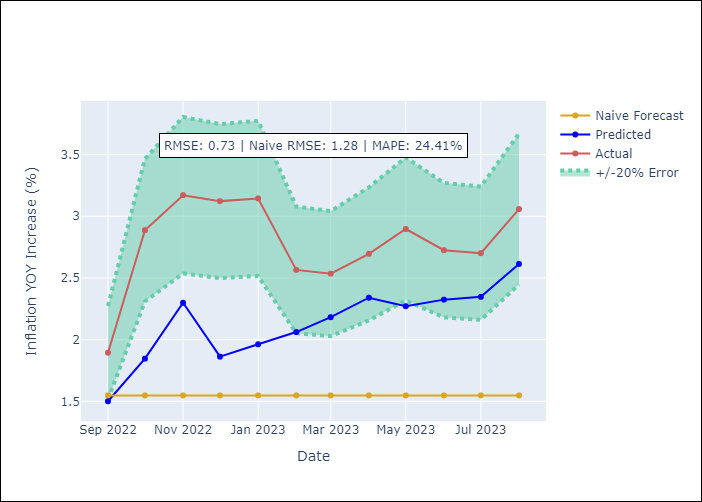 RMSE: 0.73 | Naive RMSE: 1.28 | MAPE: 24.41%
Naive Forecast
Predicted
Actual
+/-20% Error
Inflation YOY Increase (%)
3.5
3
2.5
2
1.5
Sep 2022
Nov 2022
Jan 2023
Mar 2023
May 2023
Jul 2023
Date